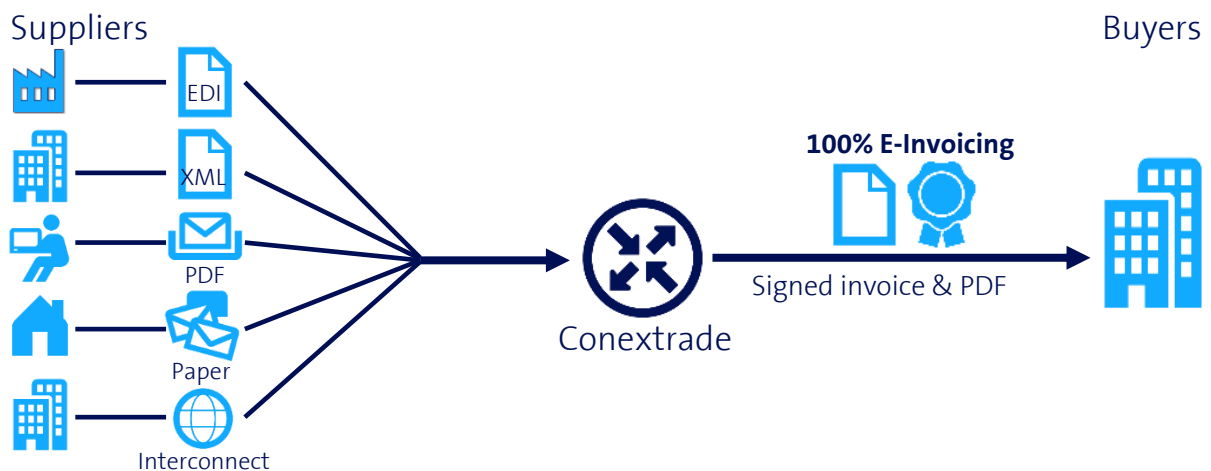 Suppliers
Buyers
EDI
XML
PDF
Paper
Interconnect
Conextrade
100% E-Invoicing
Signed invoice & PDF